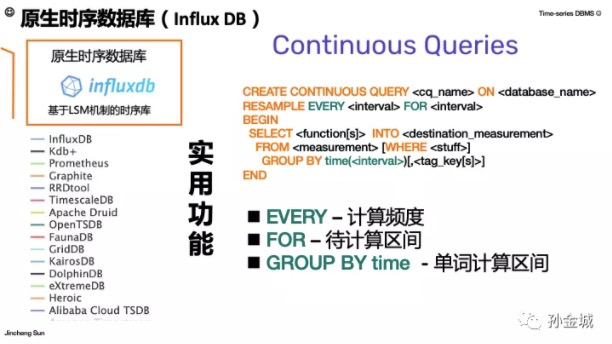 原生时序数据库（Influx DB）
Time-series DBMS
原生时序数据库
influxdb
基于LSM机制的时序库
InfluxDB
Kdb+
Prometheus
Graphite
RRDtool
TimescaleDB
Apache Druid
OpenTSDB
FaunaDB
GridDB
KairosDB
DolphinDB
eXtremeDB
Heroic
Alibaba Cloud TSDB
实用功能
Continuous Queries
CREATE CONTINUOUS QUERY <cq_name> ON <database_name>
RESAMPLE EVERY <interval> FOR <interval>
BEGIN
SELECT <function[s]> INTO <destination_measurement>
FROM <measurement> [WHERE <stuff>]
GROUP BY time(<interval>)[,<tag_key[s]>]
END
■ EVERY – 计算频度
■ FOR – 待计算区间
■ GROUP BY time - 单词计算区间
Jincheng Sun
孙金城